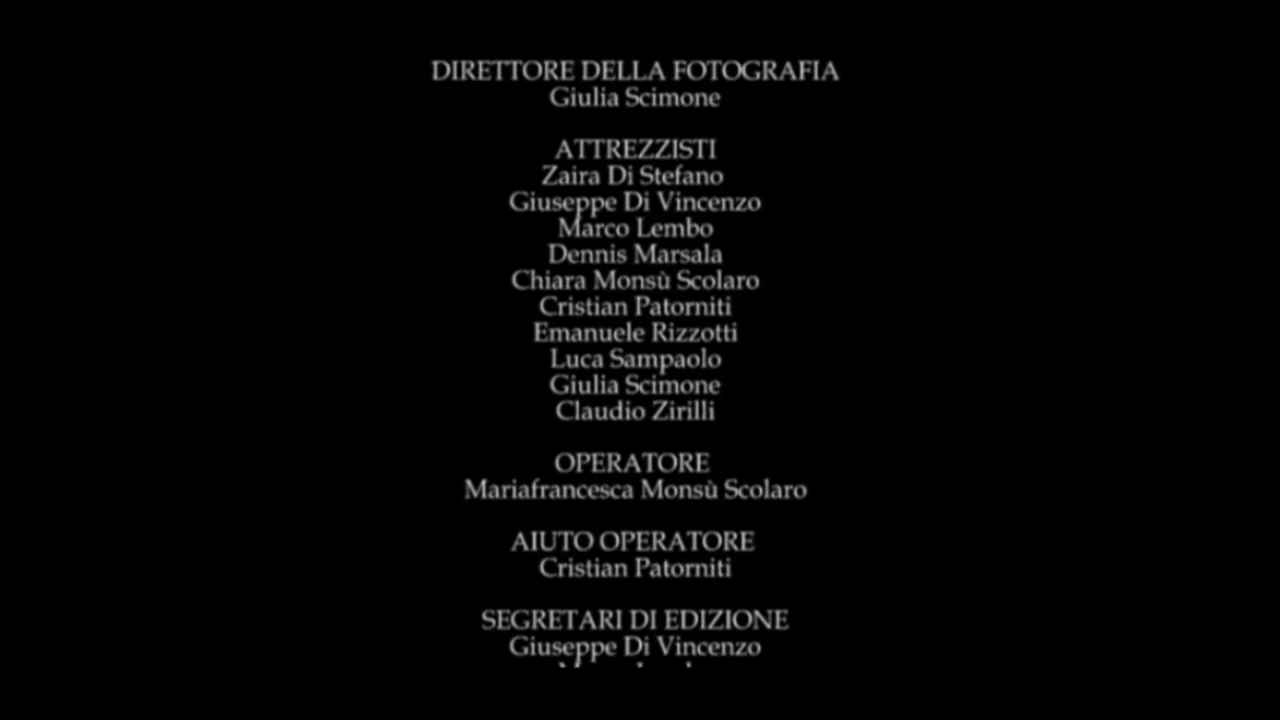 DIRETTORE DELLA FOTOGRAFIA
Giulia Scimone
ATTREZZISTI
Zaira Di Stefano
Giuseppe Di Vincenzo
Marco Lembo
Dennis Marsala
Chiara Monsù Scolaro
Cristian Patorniti
Emanuele Rizzotti
Luca Sampaolo
Giulia Scimone
Claudio Zirilli
OPERATORE
Mariafrancesca Monsù Scolaro
AIUTO OPERATORE
Cristian Patorniti
SEGRETARI DI EDIZIONE
Giuseppe Di Vincenzo